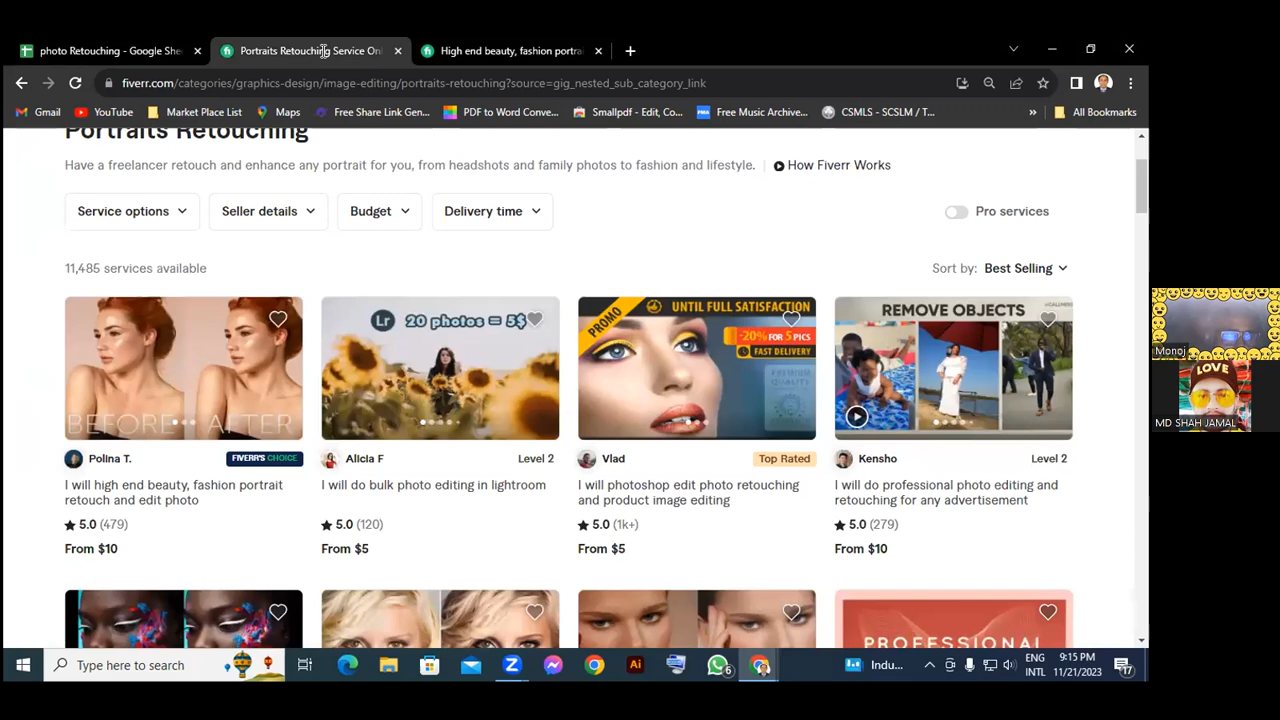 photo Retouching - Google She
Portraits Retouching Service Onl
High end beauty, fashion portrai
fiverr.com/categories/graphics-design/image-editing/portraits-retouching?source=gig_nested_sub_category_link
Gmail
YouTube
Market Place List
Maps
Free Share Link Gen...
PDF to Word Conve...
Smallpdf - Edit, Co...
Free Music Archive...
CSMLS - SCSLM / T...
»
All Bookmarks
Portraits Retouching
Have a freelancer retouch and enhance any portrait for you, from headshots and family photos to fashion and lifestyle.
How Fiverr Works
Service options
Seller details
Budget
Delivery time
Pro services
11,485 services available
Sort by: Best Selling
BEFORE AFTER
Polina T.
FIVERR'S CHOICE
I will high end beauty, fashion portrait
retouch and edit photo
5.0 (479)
From $10
Lr 20 photos = 5$
Alicia F
Level 2
I will do bulk photo editing in lightroom
5.0 (120)
From $5
PROMO
UNTIL FULL SATISFACTION
-20% FOR 5 PICS
FAST DELIVERY
PREMIUM
QUALITY
Vlad
Top Rated
I will photoshop edit photo retouching
and product image editing
5.0 (1k+)
From $5
REMOVE OBJECTS
Kensho
Level 2
I will do professional photo editing and
retouching for any advertisement
5.0 (279)
From $10
PROFESSIONAL
Monoj
LOVE
MD SHAH JAMAL
Type here to search
Ai
6
Indu...
ENG
INTL
9:15 PM
11/21/2023
17